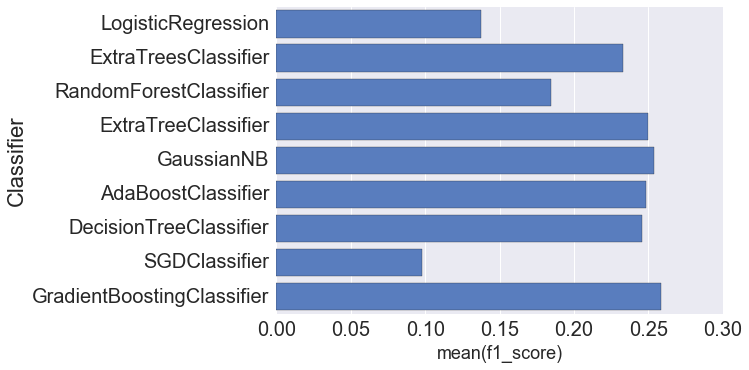 Classifier
LogisticRegression
ExtraTreesClassifier
RandomForestClassifier
ExtraTreeClassifier
GaussianNB
AdaBoostClassifier
DecisionTreeClassifier
SGDClassifier
GradientBoostingClassifier
0.00 0.05 0.10 0.15 0.20 0.25 0.30
mean(f1_score)